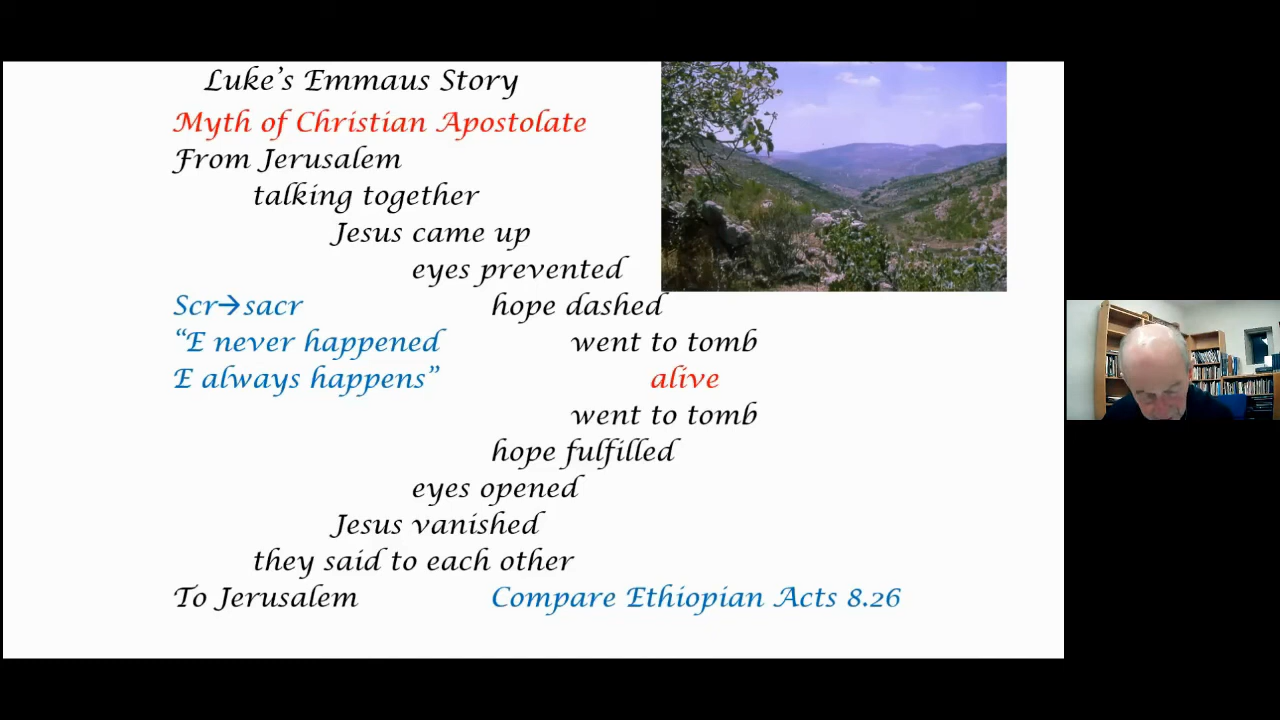 Luke's Emmaus Story
Myth of Christian Apostolate
From Jerusalem
talking together
Jesus came up
eyes prevented
Scr→sacr hope dashed
“E never happened went to tomb
E always happens” alive
went to tomb
hope fulfilled
eyes opened
Jesus vanished
they said to each other
To Jerusalem Compare Ethiopian Acts 8.26